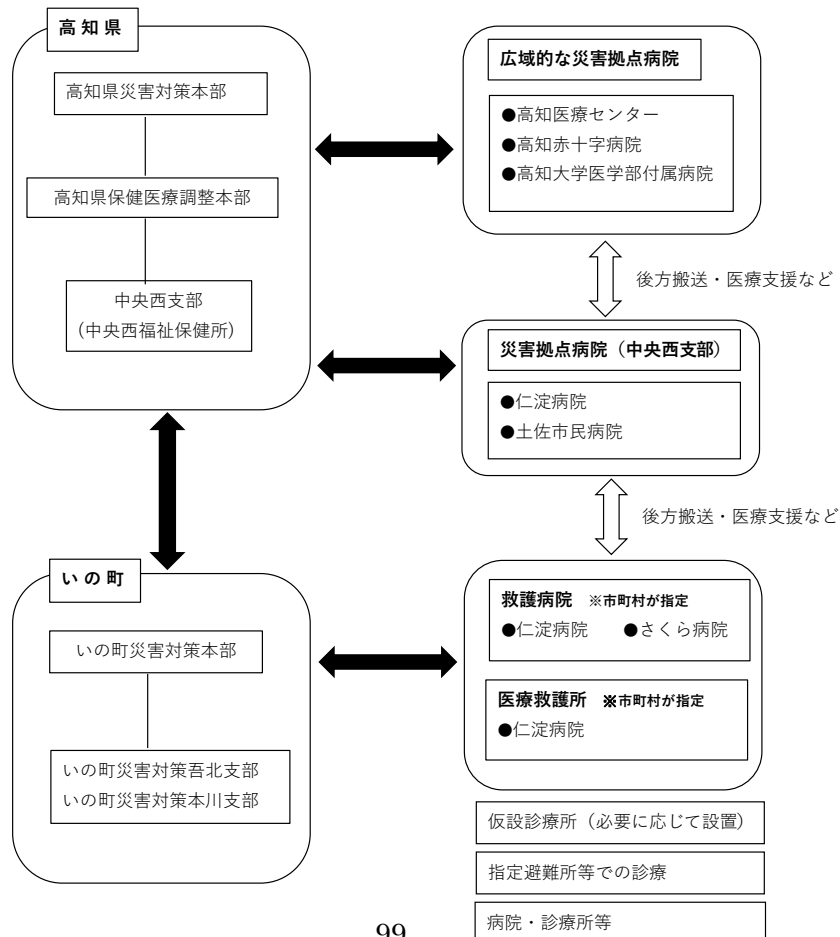 高知県
高知県災害対策本部
高知県保健医療調整本部
中央西支部
(中央西福祉保健所)
広域的な災害拠点病院
●高知医療センター
●高知赤十字病院
●高知大学医学部付属病院
後方搬送・医療支援など
災害拠点病院（中央西支部）
●仁淀病院
●土佐市民病院
後方搬送・医療支援など
いの町
いの町災害対策本部
いの町災害対策吾北支部
いの町災害対策本川支部
救護病院 ※市町村が指定
●仁淀病院 ●さくら病院
医療救護所 ※市町村が指定
●仁淀病院
仮設診療所（必要に応じて設置）
指定避難所等での診療
病院・診療所等
99